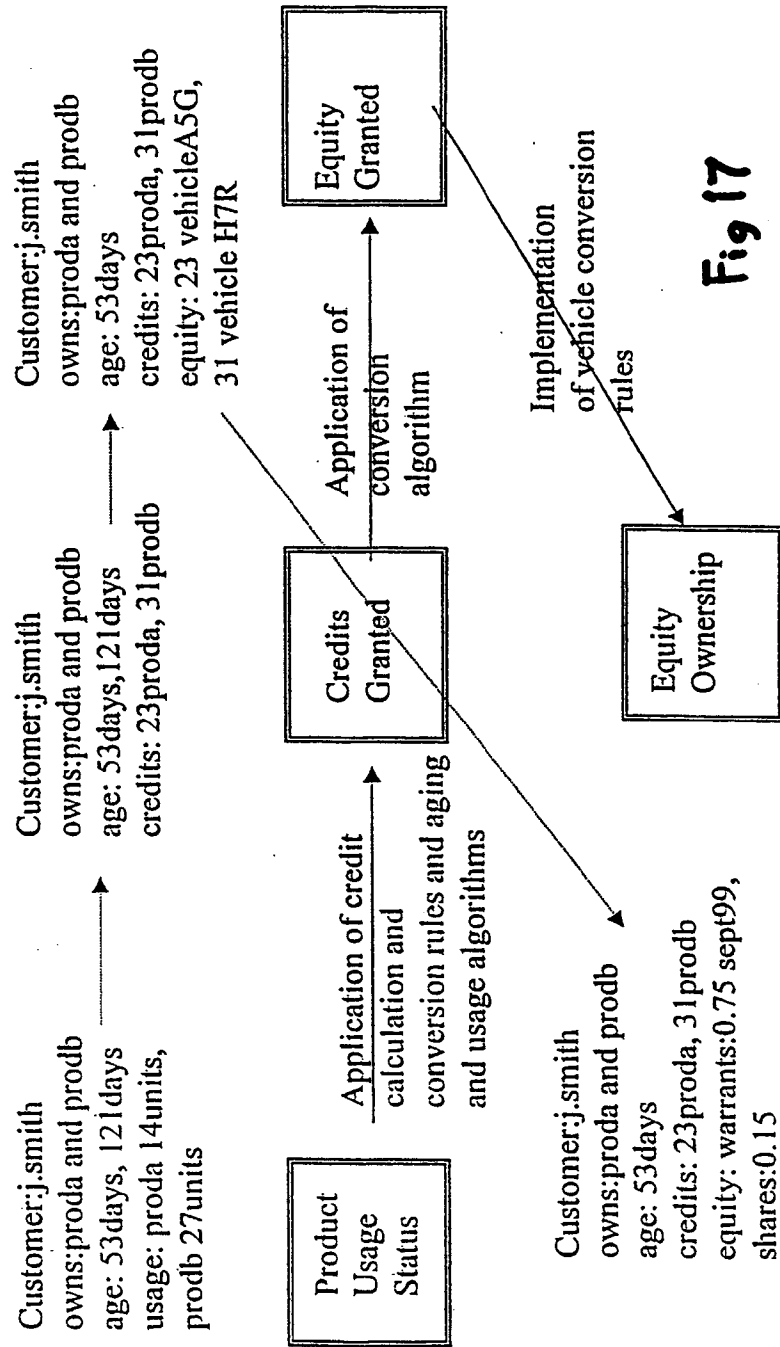 Customer:j.smith
owns:proda and prodb
age: 53days, 121days
usage: proda 14units,
prodb 27units
Customer:j.smith
owns:proda and prodb
age: 53days,121days
credits: 23proda, 31prodb
Customer:j.smith
owns:proda and prodb
age: 53days
credits: 23proda, 31prodb
equity: 23 vehicleA5G,
31 vehicle H7R
Product
Usage
Status
Application of credit
calculation and
conversion rules and aging
and usage algorithms
Credits
Granted
Application of
conversion
algorithm
Equity
Granted
Implementation
of vehicle conversion
rules
Equity
Ownership
Customer:j.smith
owns:proda and prodb
age: 53days
credits: 23proda, 31prodb
equity: warrants:0.75 sept99,
shares:0.15
Fig 17